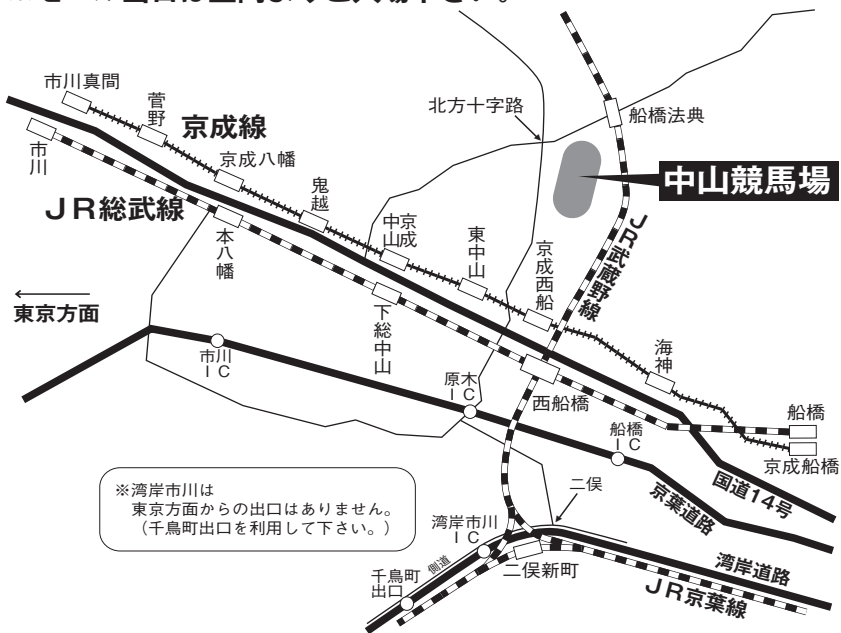 市川真間
菅野
京成線
北方十字路
船橋法典
市川
京成八幡
鬼越
中山競馬場
JR総武線
本八幡
京成中山
東中山
京成西船
JR武蔵野線
東京方面
下総中山
海神
市川IC
原木IC
西船橋
船橋
船橋IC
京成船橋
国道14号
京葉道路
※湾岸市川は
東京方面からの出口はありません。
(千鳥町出口を利用して下さい。)
二俣
湾岸市川IC
二俣新町
湾岸道路
側道
千鳥町出口
JR京葉線